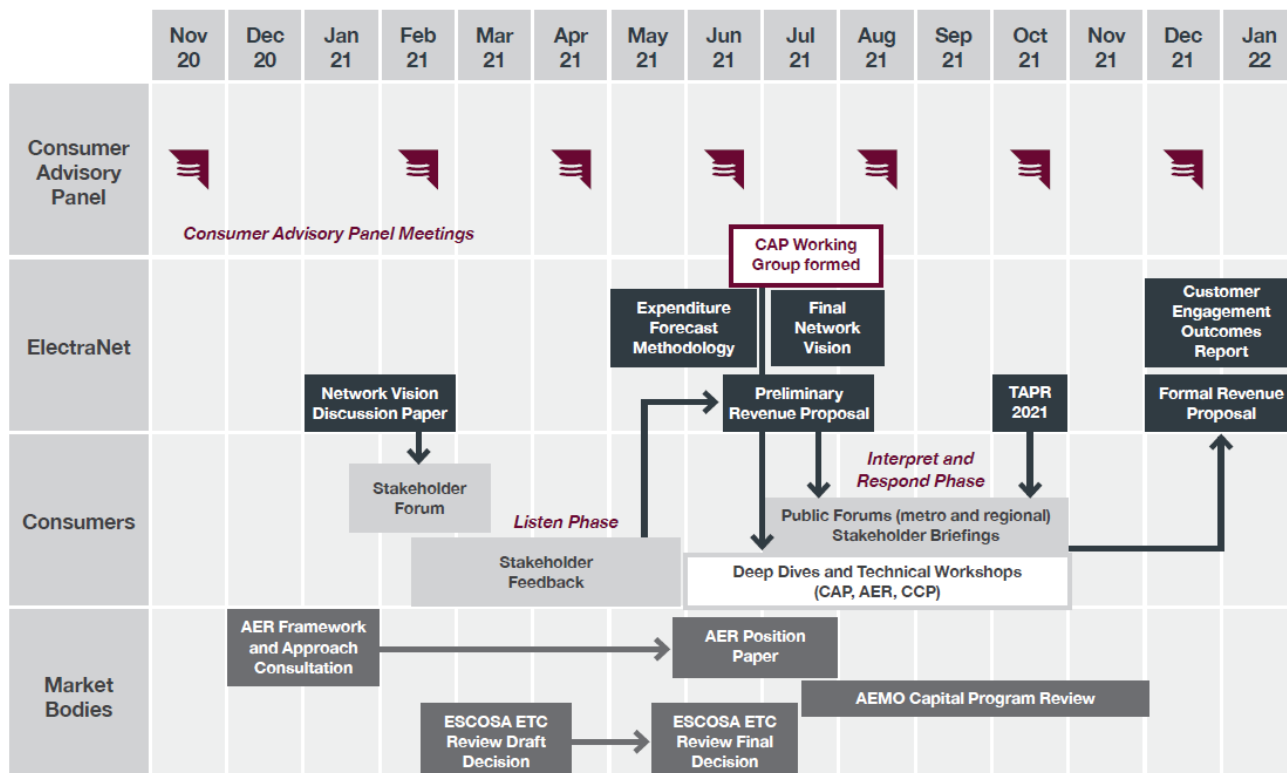 Nov 20
Dec 20
Jan 21
Feb 21
Mar 21
Apr 21
May 21
Jun 21
Jul 21
Aug 21
Sep 21
Oct 21
Nov 21
Dec 21
Jan 22
Consumer
Advisory
Panel
Consumer Advisory Panel Meetings
CAP Working
Group formed
ElectraNet
Expenditure
Forecast
Methodology
Final
Network
Vision
Customer
Engagement
Outcomes
Report
Network Vision
Discussion Paper
Preliminary
Revenue Proposal
TAPR
2021
Formal Revenue
Proposal
Consumers
Stakeholder
Forum
Listen Phase
Interpret and
Respond Phase
Stakeholder
Feedback
Public Forums (metro and regional)
Stakeholder Briefings
Deep Dives and Technical Workshops
(CAP, AER, CCP)
Market
Bodies
AER Framework
and Approach
Consultation
AER Position
Paper
AEMO Capital Program Review
ESCOSA ETC
Review Draft
Decision
ESCOSA ETC
Review Final
Decision